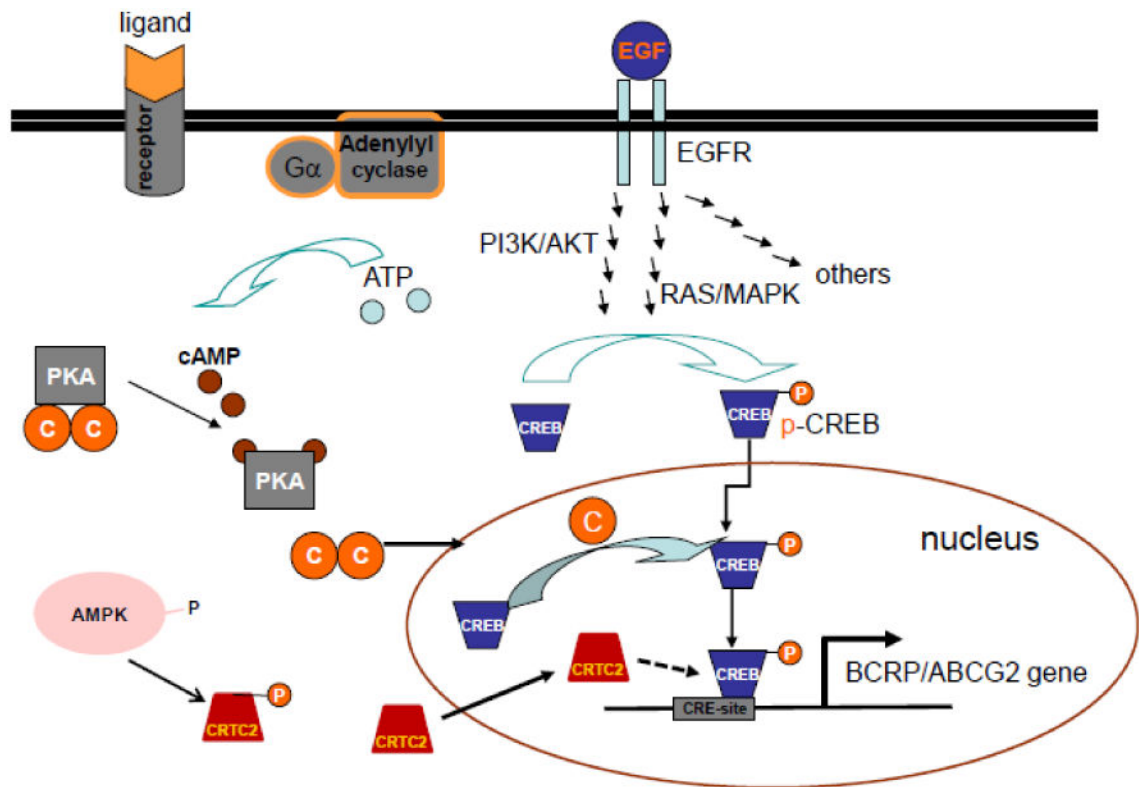 ligand
EGF
receptor
Gα
Adenylyl
cyclase
EGFR
PI3K/AKT
ATP
RAS/MAPK
others
cAMP
PKA
C C
CREB
CREB
P
p-CREB
PKA
C
C C
nucleus
CREB
P
AMPK
P
CREB
CRTC2
CREB
P
BCRP/ABCG2 gene
CRE-site
CRTC2
P
CRTC2